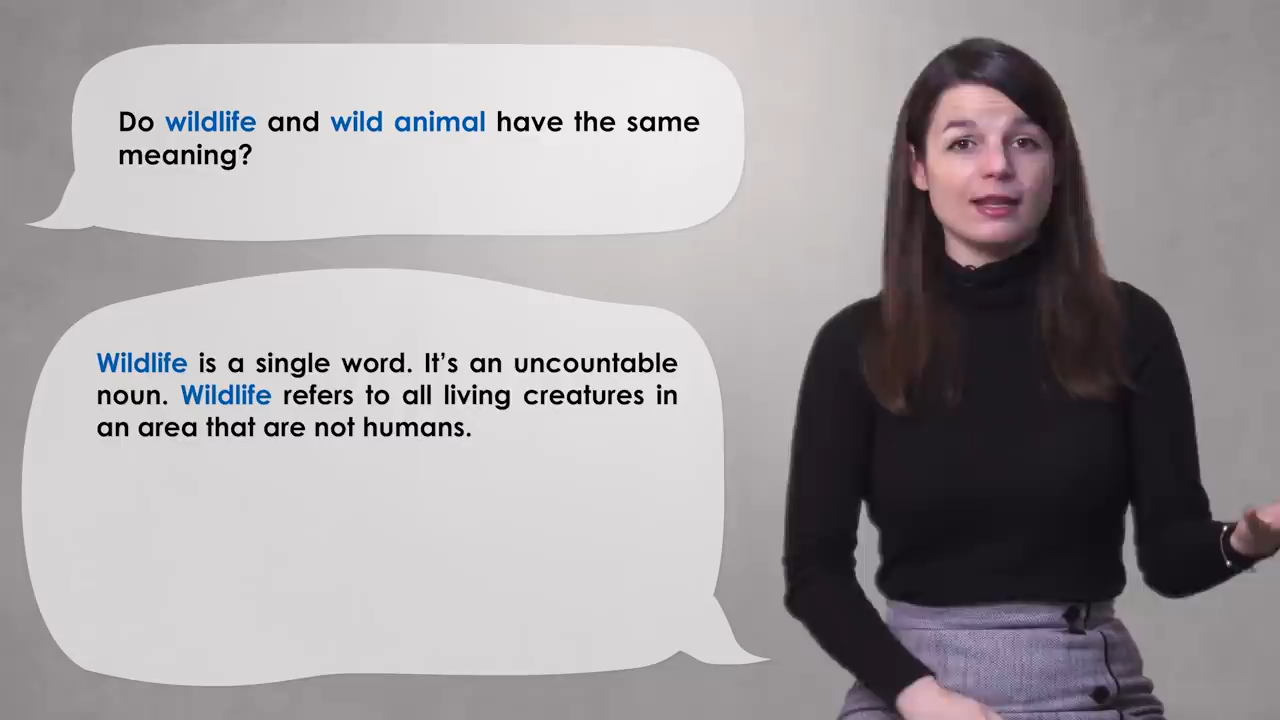 Do wildlife and wild animal have the same
meaning?
Wildlife is a single word. It's an uncountable
noun. Wildlife refers to all living creatures in
an area that are not humans.